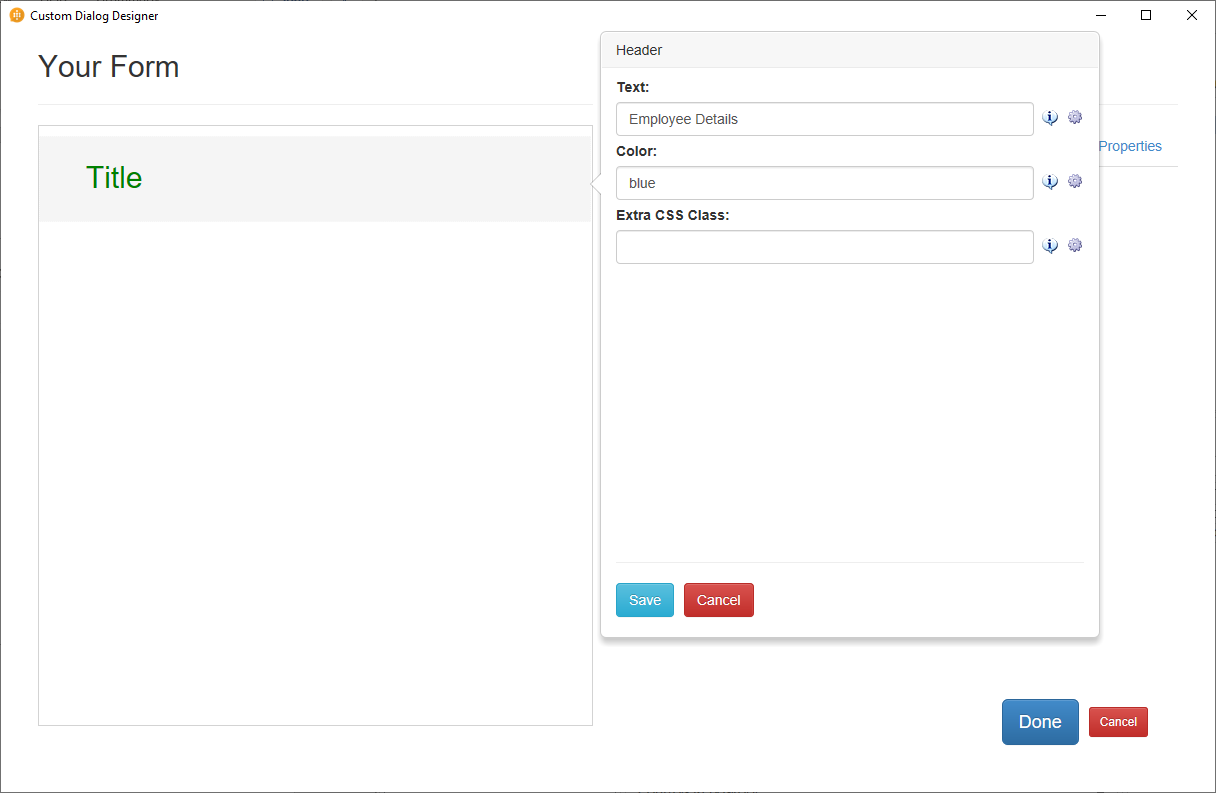 Custom Dialog Designer
Your Form
Title
Header
Text:
Employee Details
Color:
blue
Extra CSS Class:
Save
Cancel
Properties
Done
Cancel